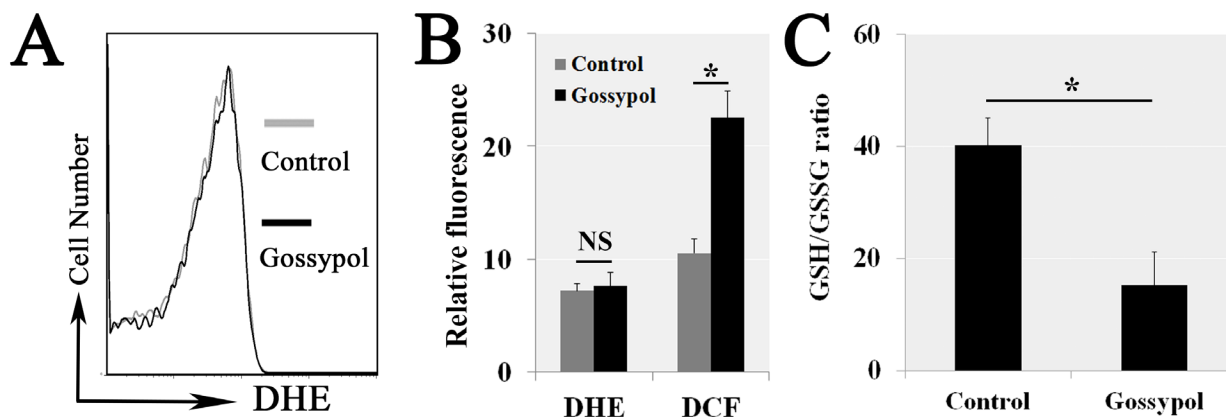 A
Cell Number
Control
Gossypol
DHE
B
Relative fluorescence
30
20
10
0
Control
Gossypol
NS
*
DHE
DCF
C
GSH/GSSG ratio
60
40
20
0
*
Control
Gossypol